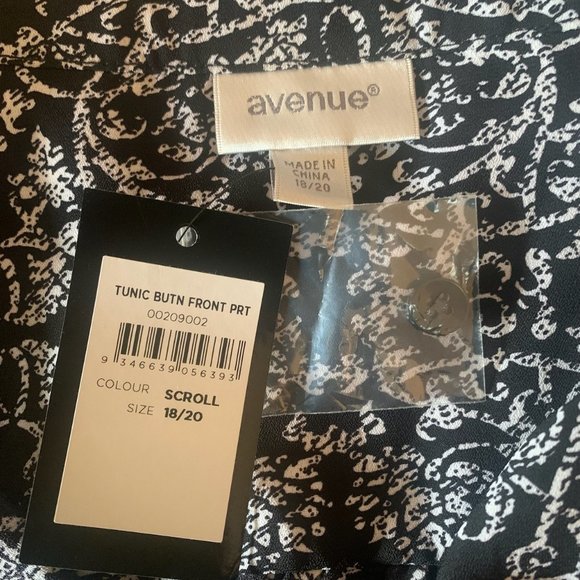 avenue®
MADE IN
CHINA
18/20
TUNIC BUTN FRONT PRT
00209002
9 346639 056393
COLOUR SCROLL
SIZE 18/20